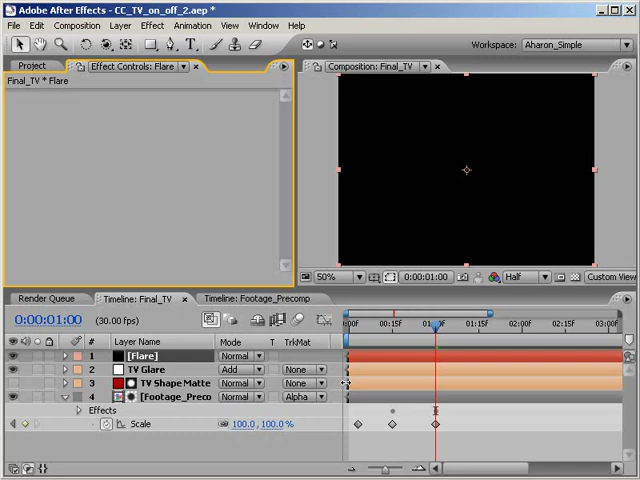 Adobe After Effects - CC_TV_on_off_2.aep *
File Edit Composition Layer Effect Animation View Window Help
Workspace: Aharon_Simple
Project Effect Controls: Flare
Composition: Final_TV
Final_TV * Flare
50% 0:00:01:00 Half Custom View
Render Queue Timeline: Final_TV Timeline: Footage_Precomp
0:00:01:00 (30.00 fps)
:00F 00:15F 01:00F 01:15F 02:00F 02:15F 03:00F
# Layer Name Mode T TrkMat
1 [Flare] Normal
2 TV Glare Add None
3 TV Shape Matte Normal None
4 [Footage_Preco Normal Alpha
Effects
Scale 100.0, 100.0%